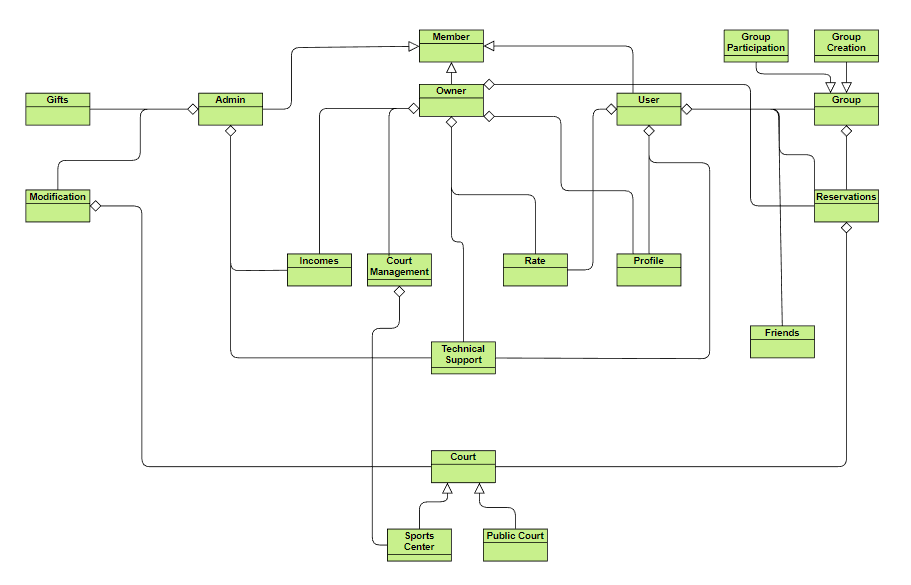 Member
Group
Participation
Group
Creation
Gifts
Admin
Owner
User
Group
Modification
Reservations
Incomes
Court
Management
Rate
Profile
Friends
Technical
Support
Court
Sports
Center
Public Court